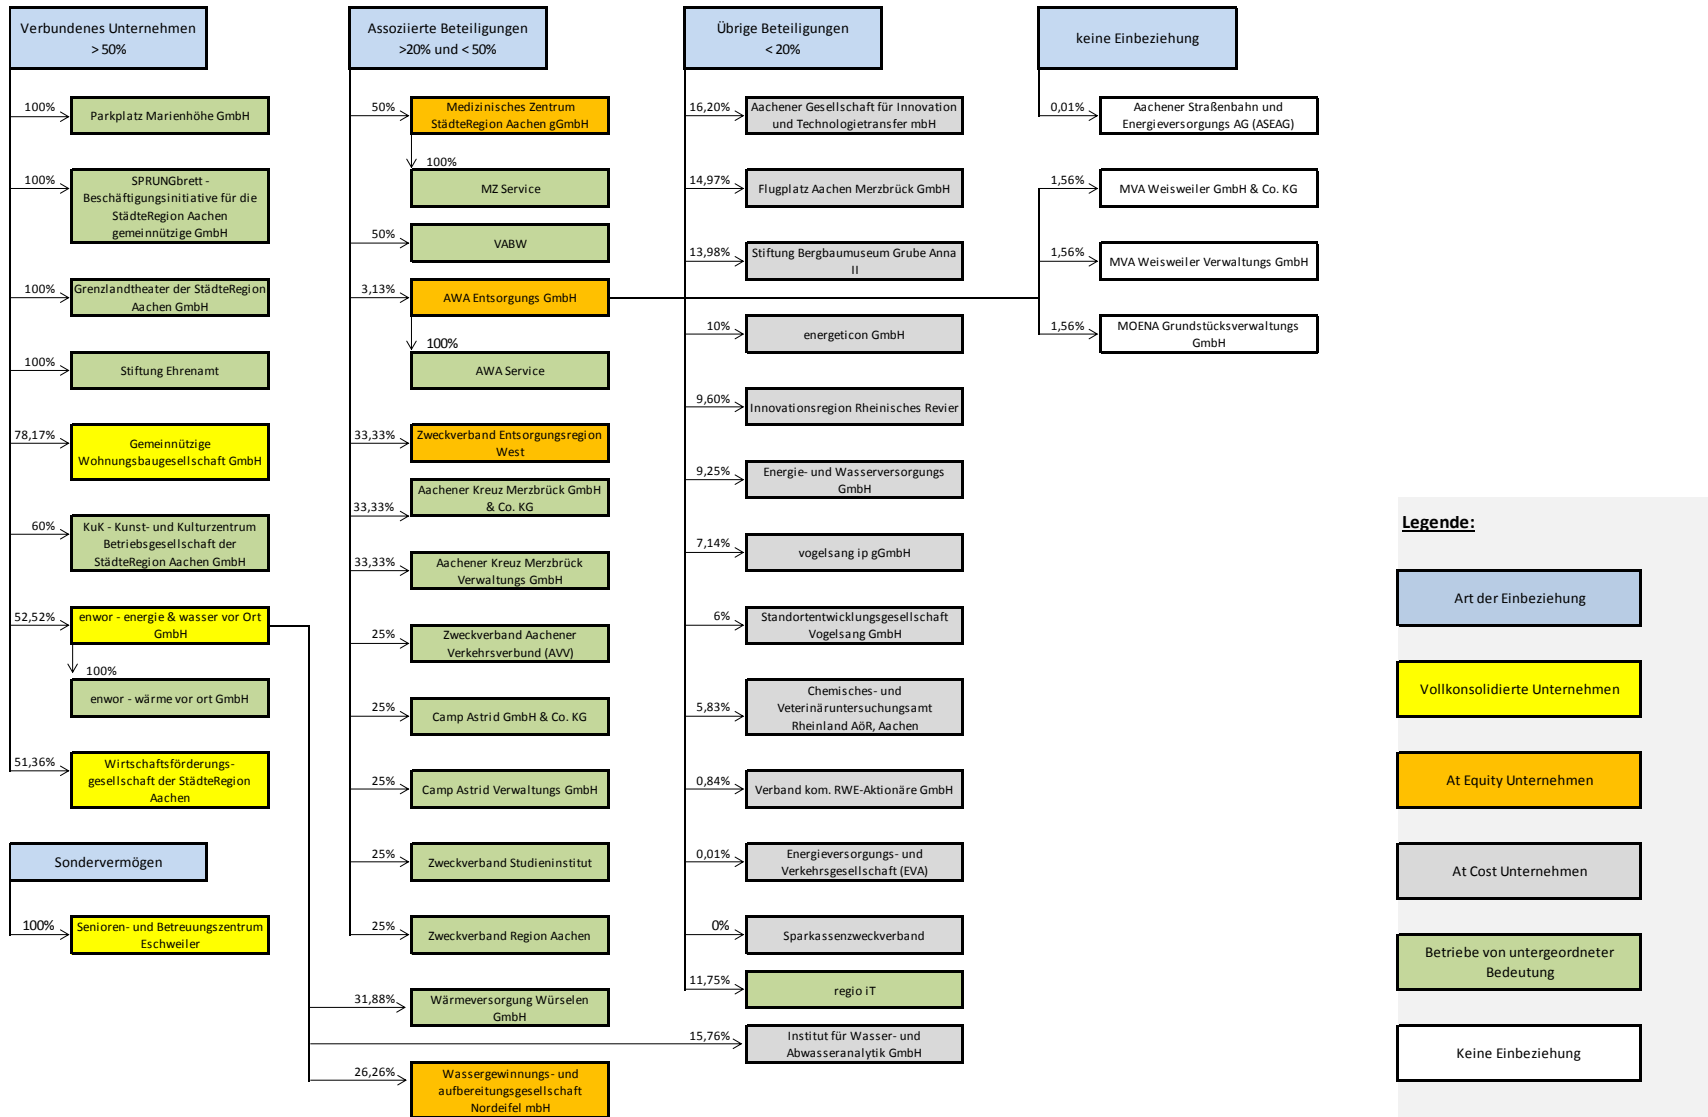 Verbundenes Unternehmen
> 50%
100%
Parkplatz Marienhöhe GmbH
100%
SPRUNGbrett -
Beschäftigungsinitiative für die
StädteRegion Aachen
gemeinnützige GmbH
100%
Grenzlandtheater der StädteRegion
Aachen GmbH
100%
Stiftung Ehrenamt
78,17%
Gemeinnützige
Wohnungsbaugesellschaft GmbH
60%
KuK - Kunst- und Kulturzentrum
Betriebsgesellschaft der
StädteRegion Aachen GmbH
52,52%
enwor - energie & wasser vor Ort
GmbH
100%
enwor - wärme vor ort GmbH
51,36%
Wirtschaftsförderungs-
gesellschaft der StädteRegion
Aachen
Sondervermögen
100%
Senioren- und Betreuungszentrum
Eschweiler
Assoziierte Beteiligungen
>20% und < 50%
50%
Medizinisches Zentrum
StädteRegion Aachen gGmbH
100%
MZ Service
50%
VABW
3,13%
AWA Entsorgungs GmbH
100%
AWA Service
33,33%
Zweckverband Entsorgungsregion
West
33,33%
Aachener Kreuz Merzbrück GmbH
& Co. KG
33,33%
Aachener Kreuz Merzbrück
Verwaltungs GmbH
25%
Zweckverband Aachener
Verkehrsverbund (AVV)
25%
Camp Astrid GmbH & Co. KG
25%
Camp Astrid Verwaltungs GmbH
25%
Zweckverband Studieninstitut
25%
Zweckverband Region Aachen
31,88%
Wärmeversorgung Würselen
GmbH
26,26%
Wassergewinnungs- und
aufbereitungsgesellschaft
Nordeifel mbH
Übrige Beteiligungen
< 20%
16,20%
Aachener Gesellschaft für Innovation
und Technologietransfer mbH
14,97%
Flugplatz Aachen Merzbrück GmbH
13,98%
Stiftung Bergbaumuseum Grube Anna
II
10%
energeticon GmbH
9,60%
Innovationsregion Rheinisches Revier
9,25%
Energie- und Wasserversorgungs
GmbH
7,14%
vogelsang ip gGmbH
6%
Standortentwicklungsgesellschaft
Vogelsang GmbH
5,83%
Chemisches- und
Veterinäruntersuchungsamt
Rheinland AöR, Aachen
0,84%
Verband kom. RWE-Aktionäre GmbH
0,01%
Energieversorgungs- und
Verkehrsgesellschaft (EVA)
0%
Sparkassenzweckverband
11,75%
regio iT
15,76%
Institut für Wasser- und
Abwasseranalytik GmbH
keine Einbeziehung
0,01%
Aachener Straßenbahn und
Energieversorgungs AG (ASEAG)
1,56%
MVA Weisweiler GmbH & Co. KG
1,56%
MVA Weisweiler Verwaltungs GmbH
1,56%
MOENA Grundstücksverwaltungs
GmbH
Legende:
Art der Einbeziehung
Vollkonsolidierte Unternehmen
At Equity Unternehmen
At Cost Unternehmen
Betriebe von untergeordneter
Bedeutung
Keine Einbeziehung